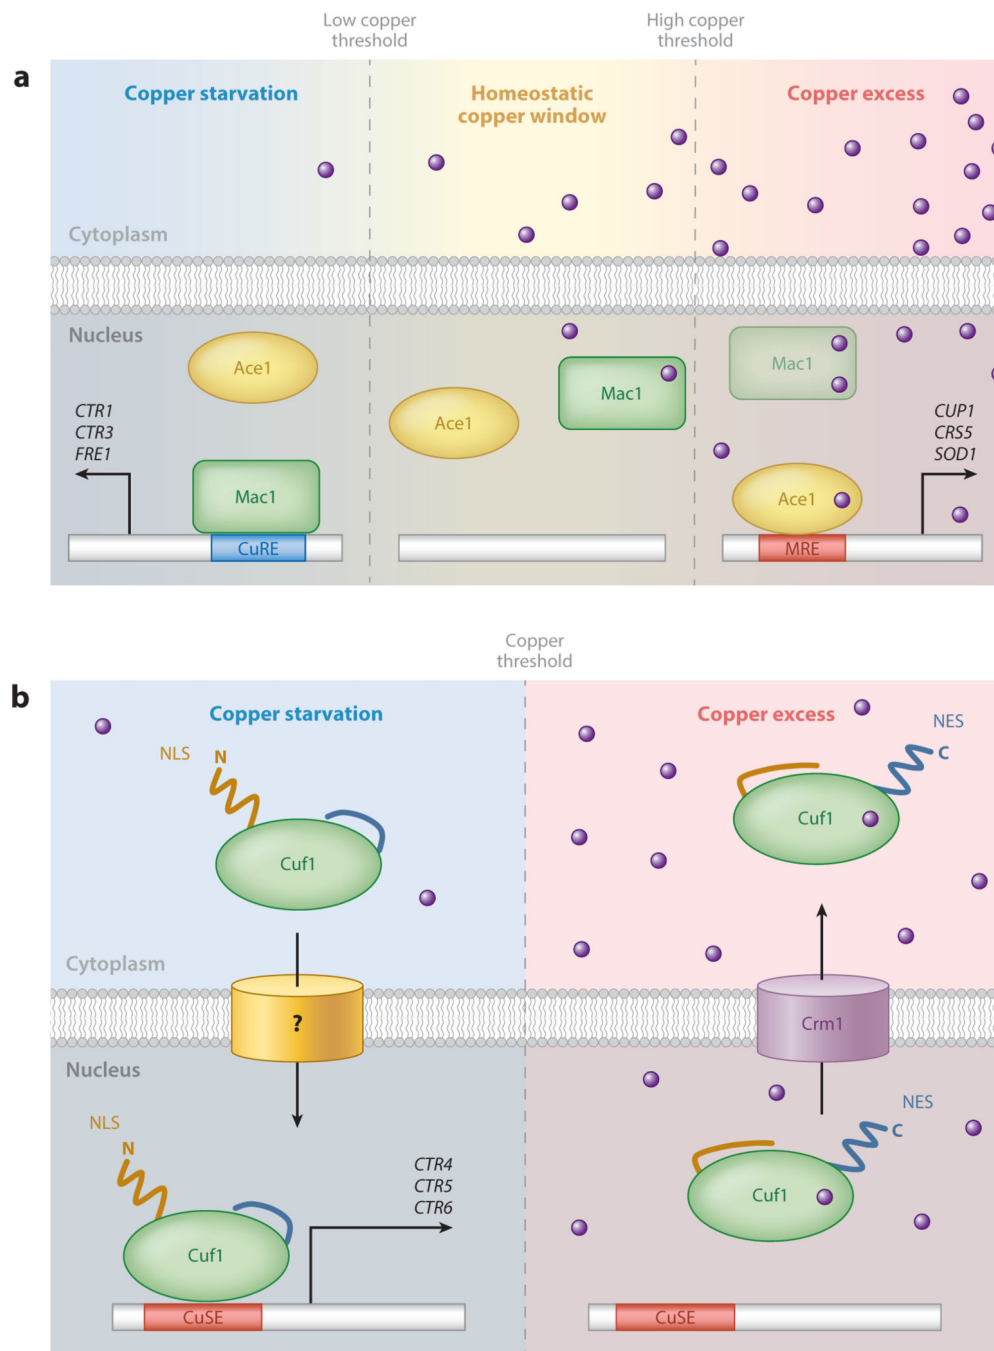 Low copper
threshold
High copper
threshold
a
Copper starvation
Homeostatic
copper window
Copper excess
Cytoplasm
Nucleus
Ace1
Mac1
Mac1
Ace1
CTR1
CTR3
FRE1
CUP1
CRS5
SOD1
Mac1
Ace1
CuRE
MRE
Copper
threshold
b
Copper starvation
Copper excess
NLS
N
NES
C
Cuf1
Cuf1
Cytoplasm
?
Crm1
Nucleus
NLS
N
NES
C
CTR4
CTR5
CTR6
Cuf1
Cuf1
CuSE
CuSE